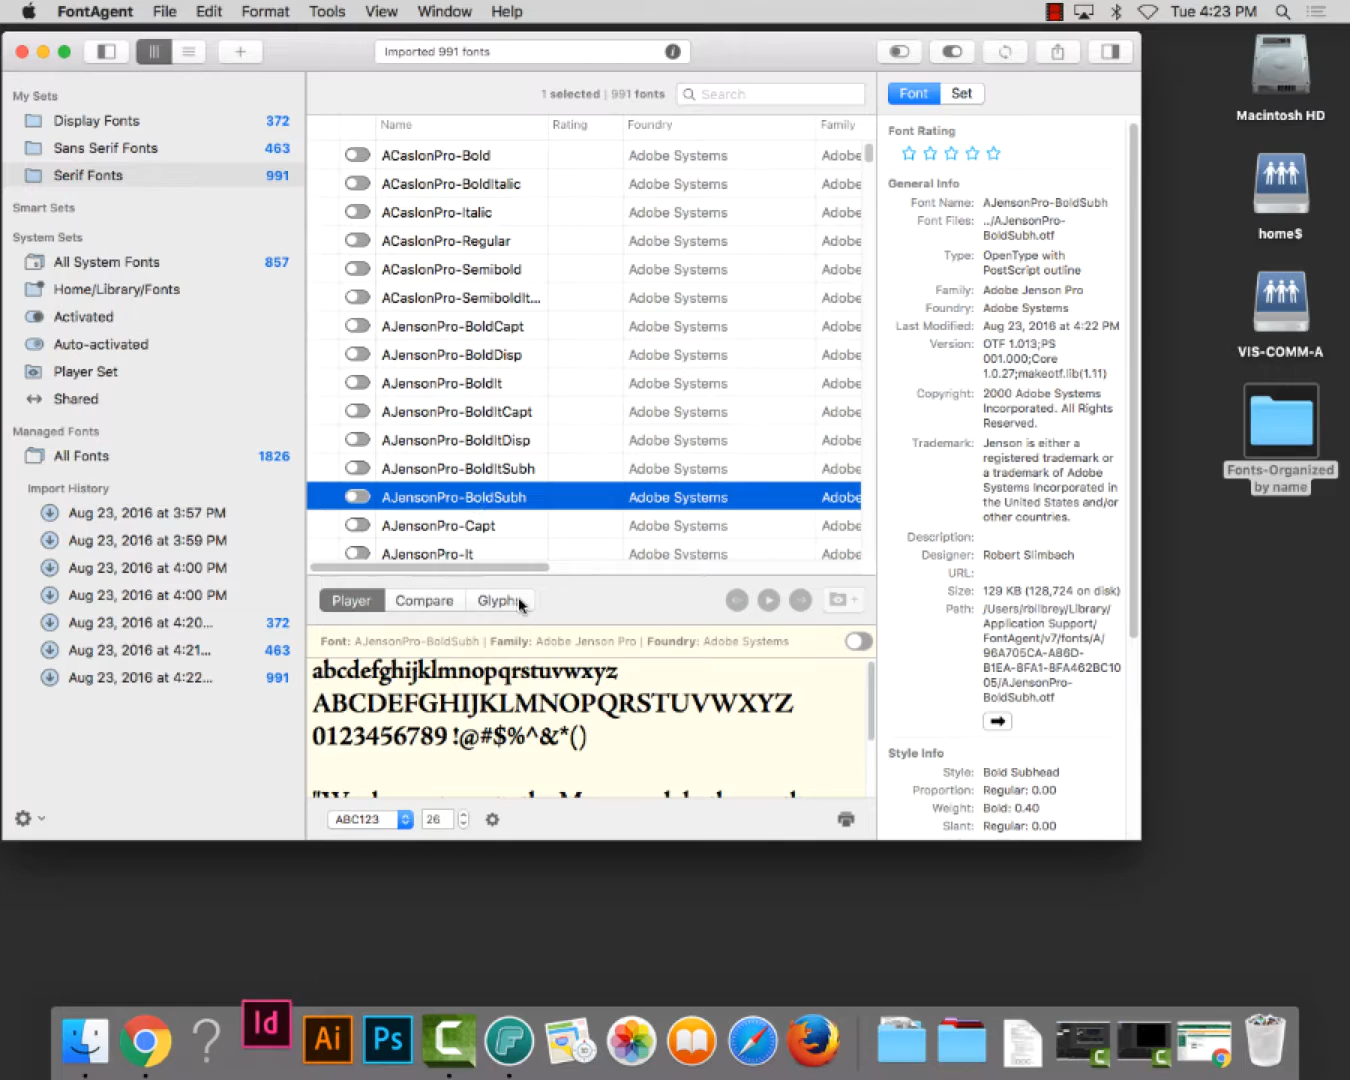 FontAgent File Edit Format Tools View Window Help Tue 4:23 PM
Imported 991 fonts
My Sets
Display Fonts 372
Sans Serif Fonts 463
Serif Fonts 991
Smart Sets
System Sets
All System Fonts 857
Home/Library/Fonts
Activated
Auto-activated
Player Set
Shared
Managed Fonts
All Fonts 1826
Import History
Aug 23, 2016 at 3:57 PM
Aug 23, 2016 at 3:59 PM
Aug 23, 2016 at 4:00 PM
Aug 23, 2016 at 4:00 PM
Aug 23, 2016 at 4:20... 372
Aug 23, 2016 at 4:21... 463
Aug 23, 2016 at 4:22... 991
1 selected | 991 fonts Search
Name Rating Foundry Family
ACaslonPro-Bold Adobe Systems Adobe
ACaslonPro-BoldItalic Adobe Systems Adobe
ACaslonPro-Italic Adobe Systems Adobe
ACaslonPro-Regular Adobe Systems Adobe
ACaslonPro-Semibold Adobe Systems Adobe
ACaslonPro-SemiboldIt... Adobe Systems Adobe
AJensonPro-BoldCapt Adobe Systems Adobe
AJensonPro-BoldDisp Adobe Systems Adobe
AJensonPro-BoldIt Adobe Systems Adobe
AJensonPro-BoldItCapt Adobe Systems Adobe
AJensonPro-BoldItDisp Adobe Systems Adobe
AJensonPro-BoldItSubh Adobe Systems Adobe
AJensonPro-BoldSubh Adobe Systems Adobe
AJensonPro-Capt Adobe Systems Adobe
AJensonPro-It Adobe Systems Adobe
Player Compare Glyphs
Font: AJensonPro-BoldSubh | Family: Adobe Jenson Pro | Foundry: Adobe Systems
abcdefghijklmnopqrstuvwxyz
ABCDEFGHIJKLMNOPQRSTUVWXYZ
0123456789 !@#$%^&*()
ABC123 26
Font Set
Font Rating
General Info
Font Name: AJensonPro-BoldSubh
Font Files: ../AJensonPro-
BoldSubh.otf
Type: OpenType with
PostScript outline
Family: Adobe Jenson Pro
Foundry: Adobe Systems
Last Modified: Aug 23, 2016 at 4:22 PM
Version: OTF 1.013;PS
001.000;Core
1.0.27;makeotf.lib(1.11)
Copyright: 2000 Adobe Systems
Incorporated. All Rights
Reserved.
Trademark: Jenson is either a
registered trademark or
a trademark of Adobe
Systems Incorporated in
the United States and/or
other countries.
Description:
Designer: Robert Slimbach
URL:
Size: 129 KB (128,724 on disk)
Path: /Users/rbilbrey/Library/
Application Support/
FontAgent/v7/fonts/A/
96A705CA-A86D-
B1EA-8FA1-8FA462BC10
05/AJensonPro-
BoldSubh.otf
Style Info
Style: Bold Subhead
Proportion: Regular: 0.00
Weight: Bold: 0.40
Slant: Regular: 0.00
Macintosh HD
home$
VIS-COMM-A
Fonts-Organized
by name
Id Ai Ps